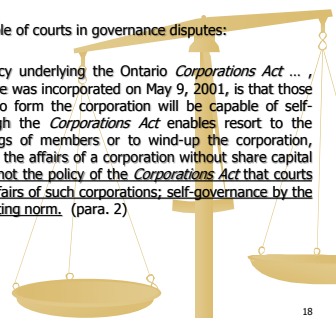 le of courts in governance disputes:
cy underlying the Ontario Corporations Act … ,
e was incorporated on May 9, 2001, is that those
o form the corporation will be capable of self-
gh the Corporations Act enables resort to the
gs of members or to wind-up the corporation,
the affairs of a corporation without share capital
not the policy of the Corporations Act that courts
fairs of such corporations; self-governance by the
ting norm. (para. 2)
18